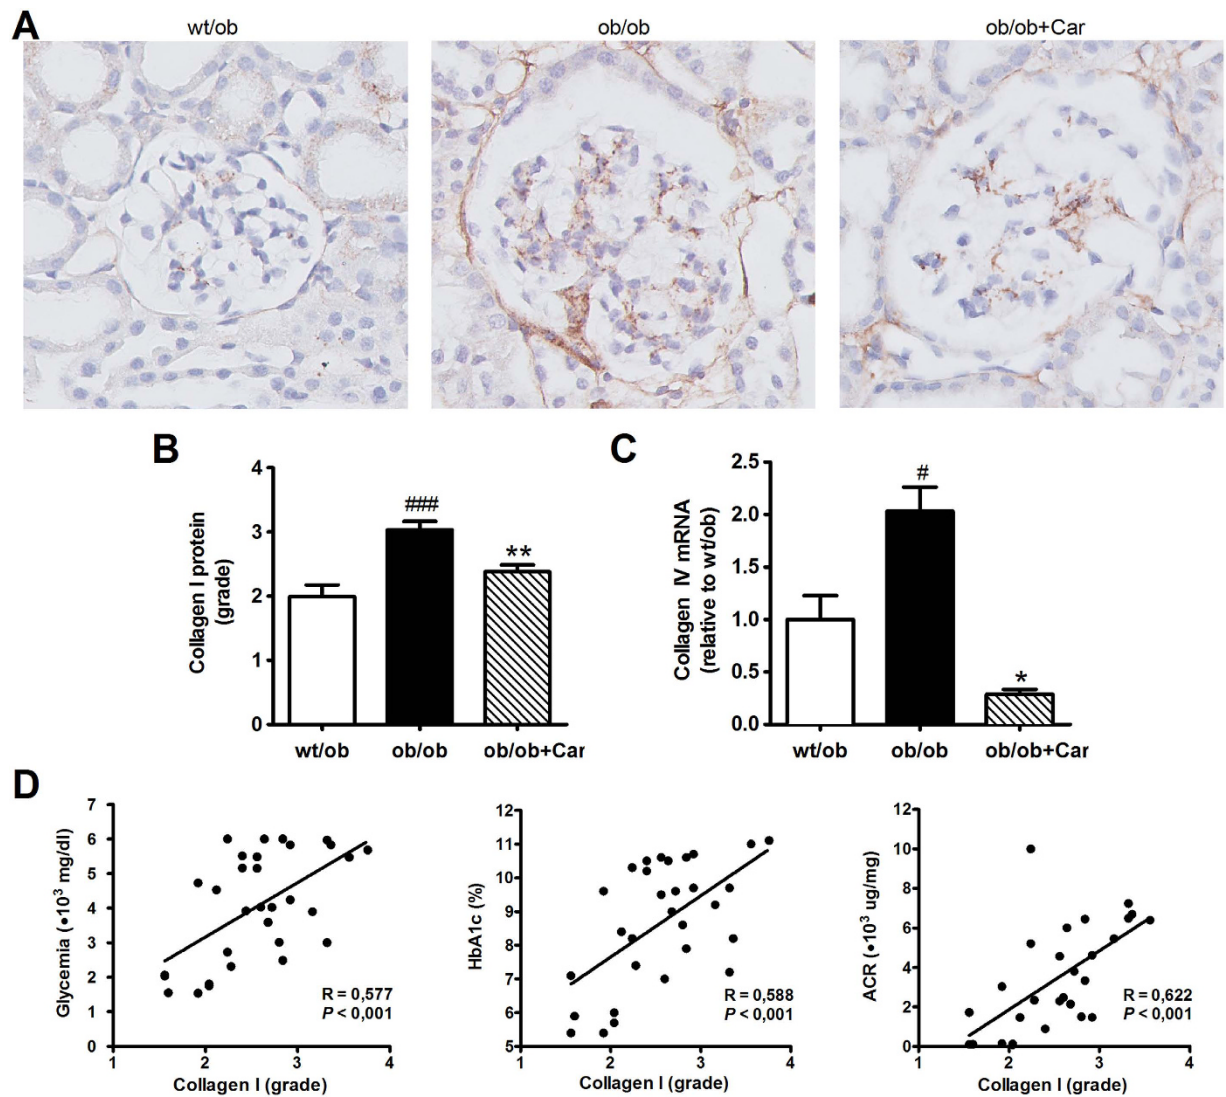 A
wt/ob
ob/ob
ob/ob+Car
B
Collagen I protein
(grade)
4
3
2
1
0
###
**
wt/ob
ob/ob
ob/ob+Car
C
Collagen IV mRNA
(relative to wt/ob)
2.5
2.0
1.5
1.0
0.5
0.0
#
*
wt/ob
ob/ob
ob/ob+Car
D
Glycemia (•10³ mg/dl)
7
6
5
4
3
2
1
0
R = 0,577
P < 0,001
1 2 3 4
Collagen I (grade)
HbA1c (%)
12
11
10
9
8
7
6
5
R = 0,588
P < 0,001
1 2 3 4
Collagen I (grade)
ACR (•10³ ug/mg)
12
10
8
6
4
2
0
R = 0,622
P < 0,001
1 2 3 4
Collagen I (grade)